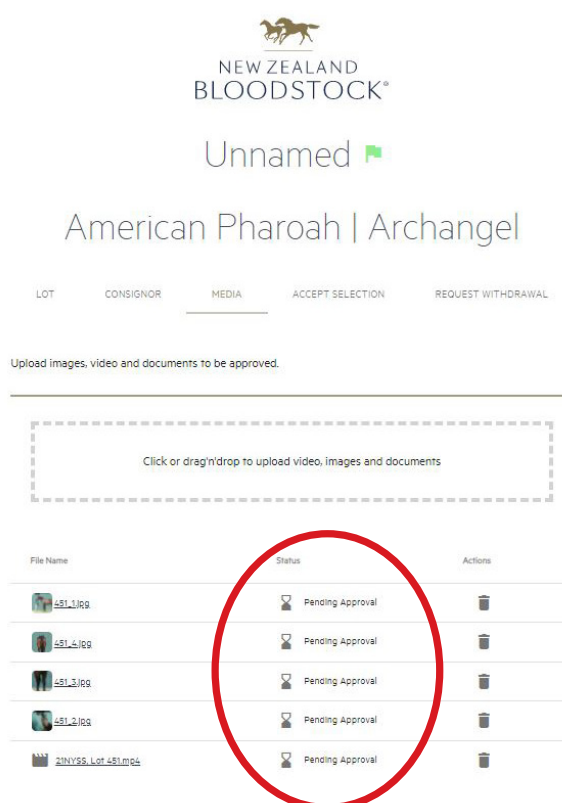 NEW ZEALAND
BLOODSTOCK®
Unnamed
American Pharoah | Archangel
LOT CONSIGNOR MEDIA ACCEPT SELECTION REQUEST WITHDRAWAL
Upload images, video and documents to be approved.
Click or drag'n'drop to upload video, images and documents
File Name Status Actions
451_1.jpg Pending Approval
451_4.jpg Pending Approval
451_3.jpg Pending Approval
451_2.jpg Pending Approval
21NYSS, Lot 451.mp4 Pending Approval